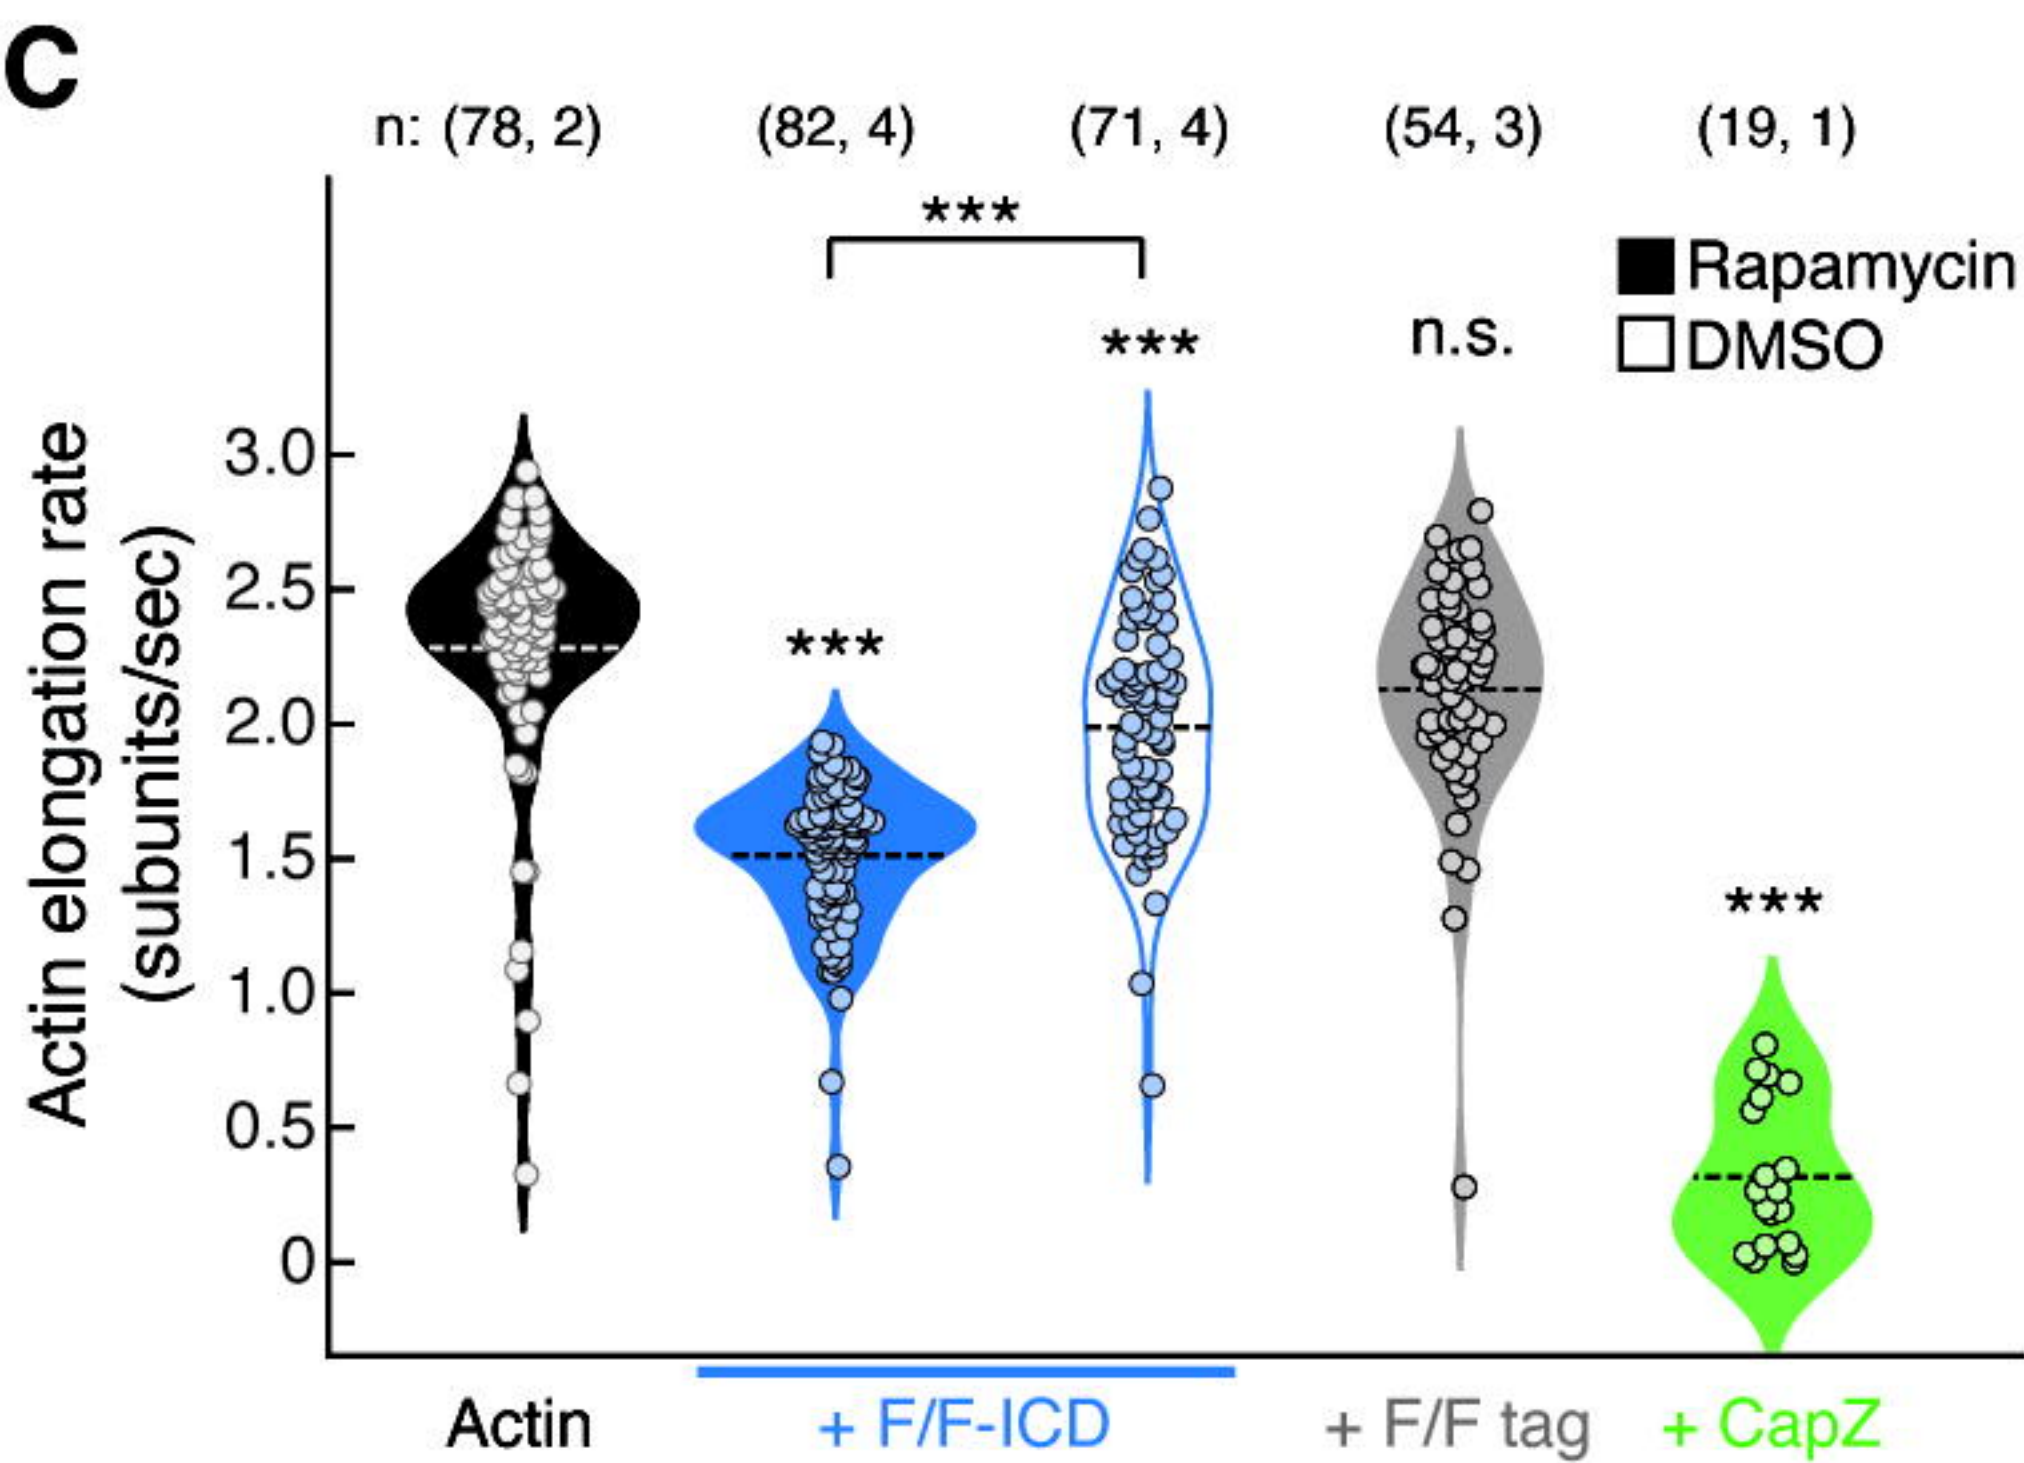 C
n: (78, 2) (82, 4) (71, 4) (54, 3) (19, 1)
***
Rapamycin
DMSO
***
n.s.
***
***
Actin elongation rate
(subunits/sec)
3.0
2.5
2.0
1.5
1.0
0.5
0
Actin + F/F-ICD + F/F tag + CapZ